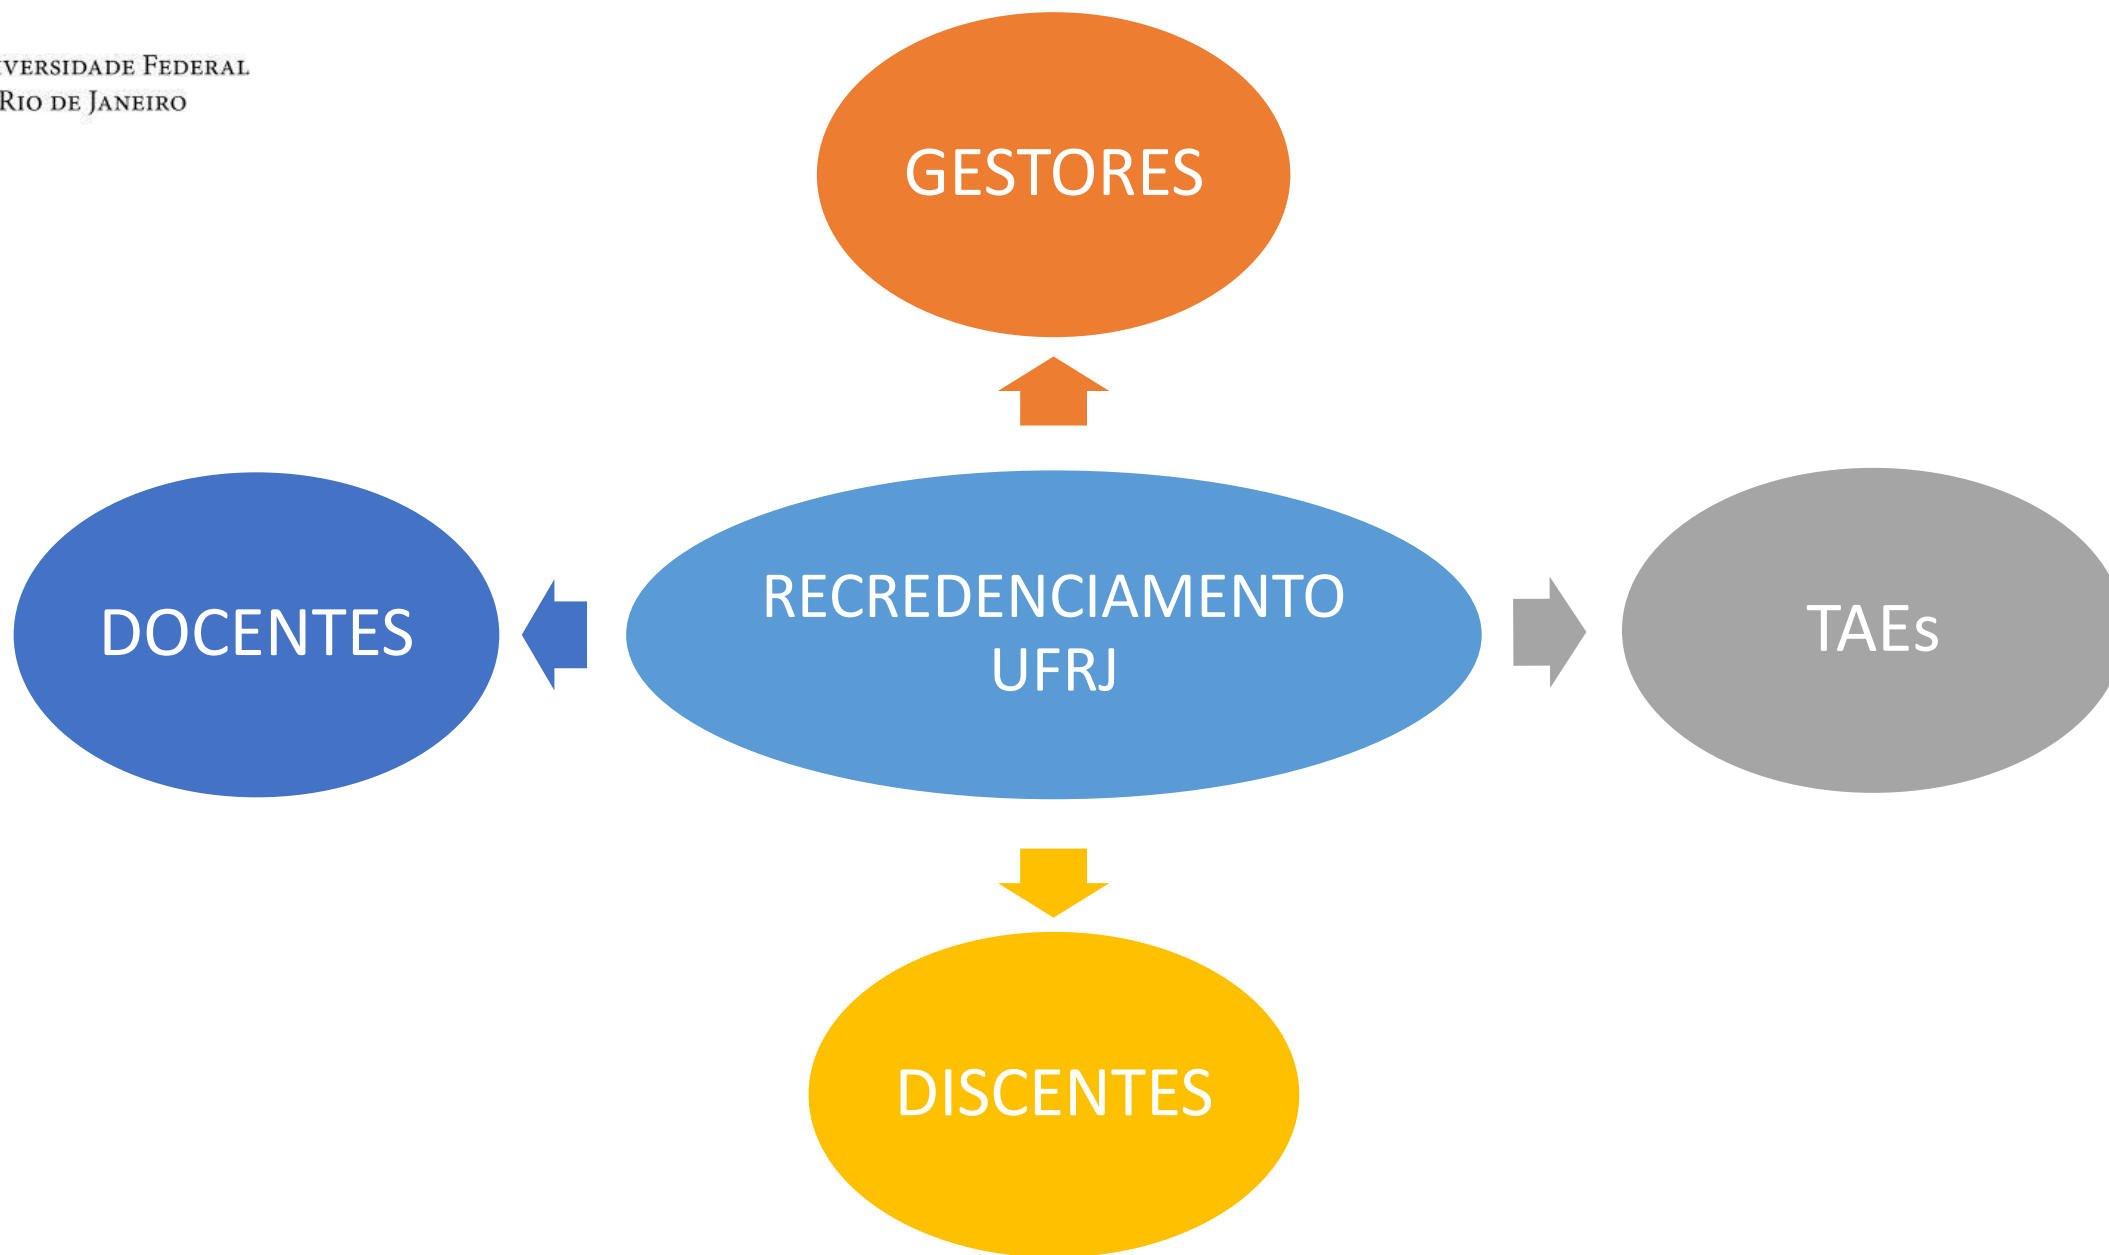 VERSIDADE FEDERAL
RIO DE JANEIRO
GESTORES
DOCENTES
RECREDENCIAMENTO
UFRJ
TAEs
DISCENTES